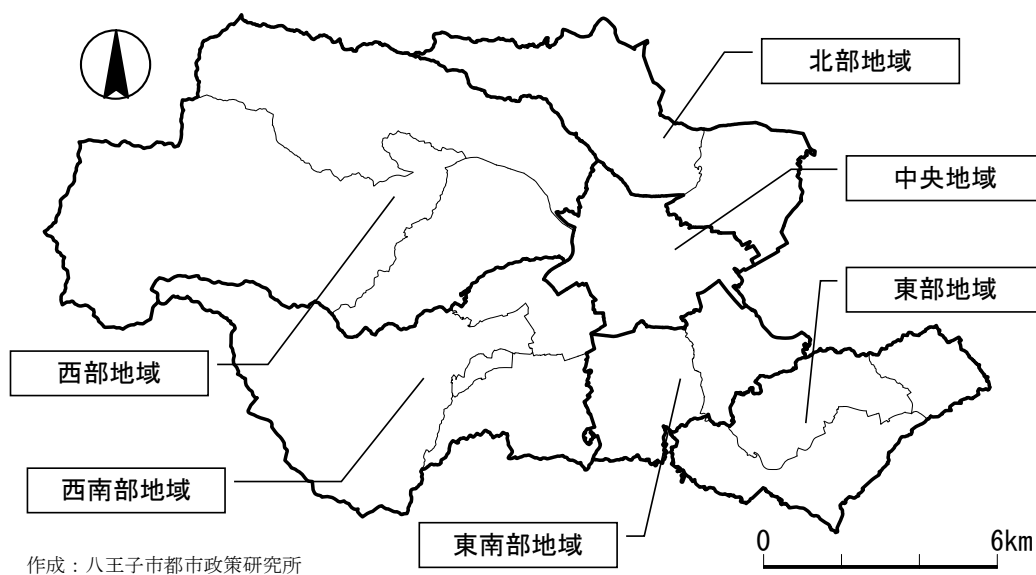 北部地域
中央地域
東部地域
西部地域
西南部地域
東南部地域
0 6km
作成：八王子市都市政策研究所